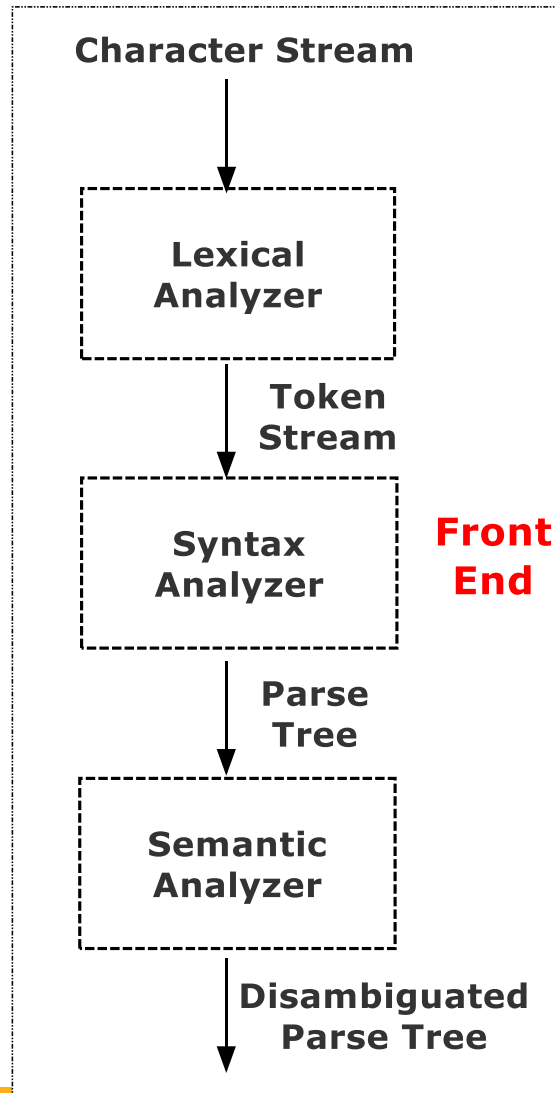 Character Stream
Lexical
Analyzer
Token
Stream
Syntax
Analyzer
Front
End
Parse
Tree
Semantic
Analyzer
Disambiguated
Parse Tree